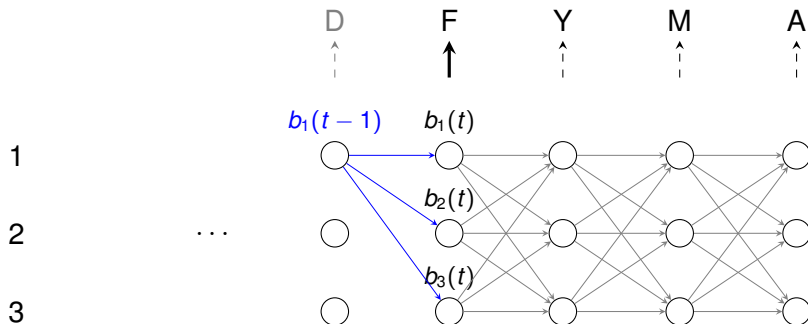 D F Y M A
b₁(t − 1) b₁(t)
1
b₂(t)
2 ...
b₃(t)
3